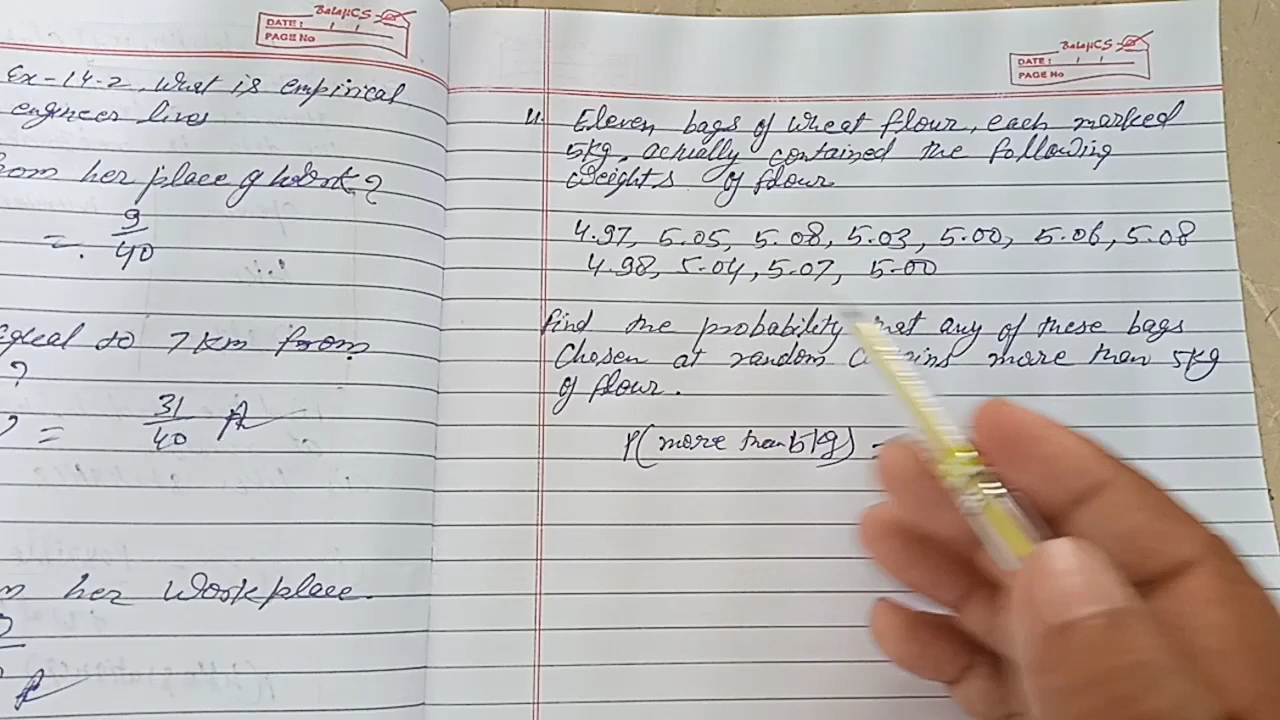 BalajiCS
DATE : / /
PAGE No
Ex-14-2. What is empirical
engineer lives
from her place of work?
= 9/40
equal to 7 km from
?
? = 31/40 A
her workplace.
BalajiCS
DATE : / /
PAGE No
Eleven bags of wheat flour, each marked
5kg, actually contained the following
weights of flour
4.97, 5.05, 5.08, 5.03, 5.00, 5.06, 5.08
4.98, 5.04, 5.07, 5.00
find the probability that any of these bags
chosen at random contains more than 5kg
of flour.
P(more than 5kg) =